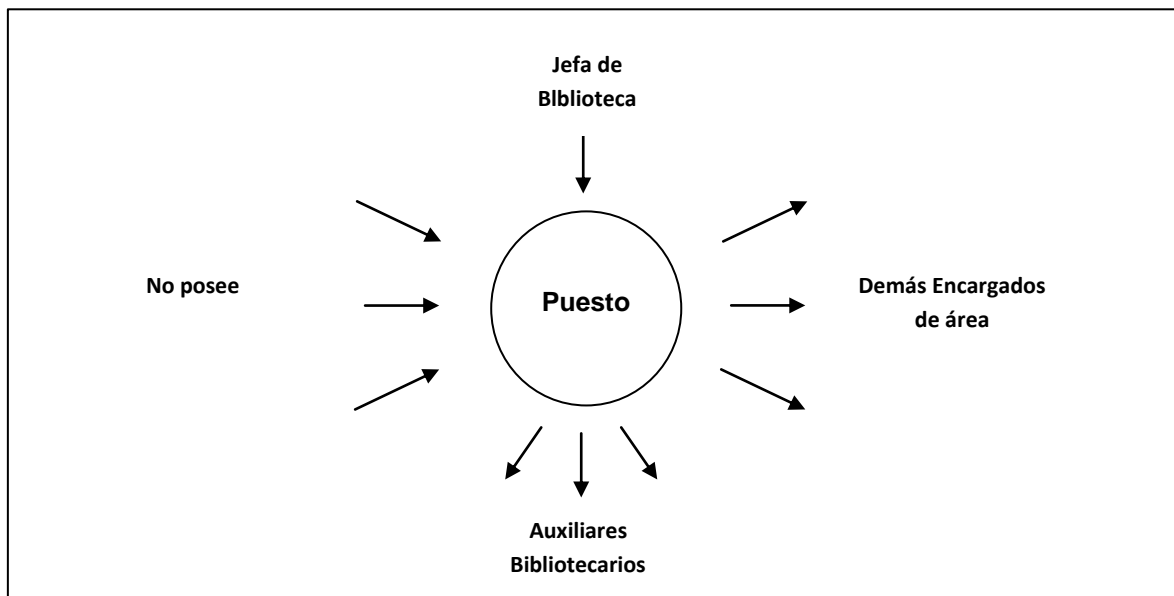 Jefa de
Blblioteca
No posee
Puesto
Demás Encargados
de área
Auxiliares
Bibliotecarios